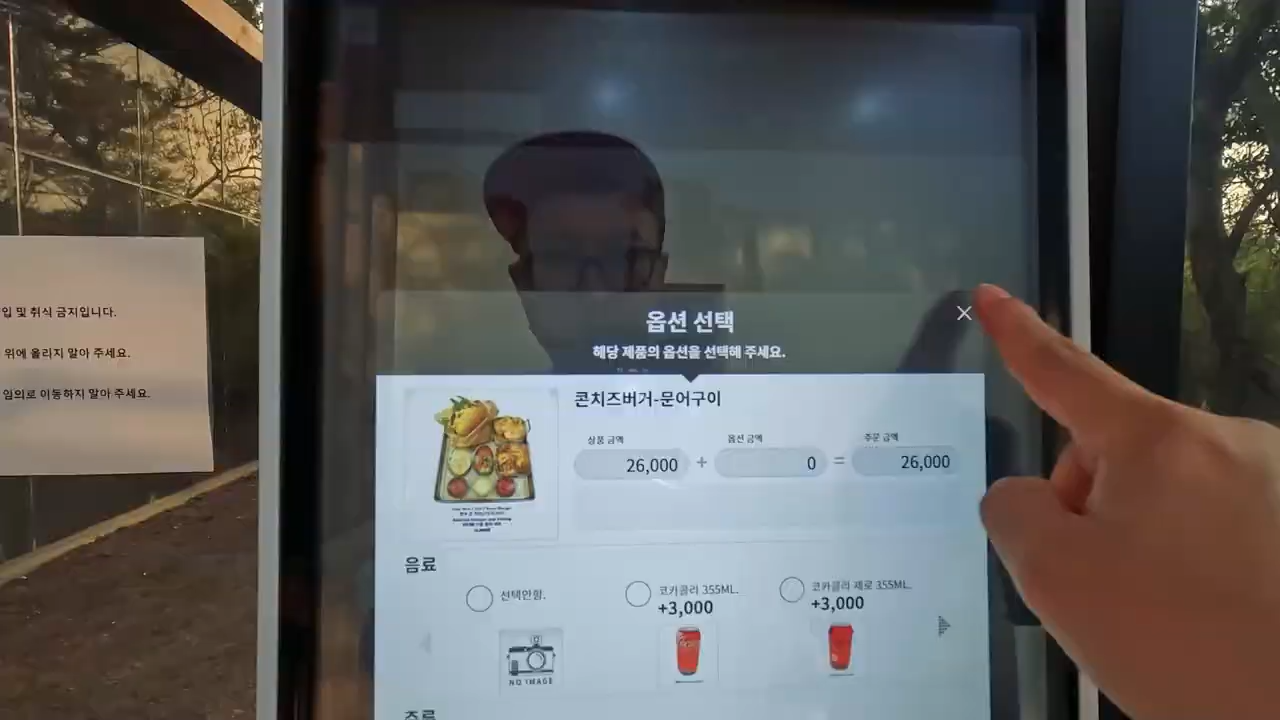 입 및 취식 금지입니다.
위에 올리지 말아 주세요.
임의로 이동하지 말아 주세요.
옵션 선택
해당 제품의 옵션을 선택해 주세요.
콘치즈버거-문어구이
상품 금액 옵션 금액 주문 금액
26,000 + 0 = 26,000
음료
선택안함. 코카콜라 355ML. 코카콜라 제로 355ML.
+3,000 +3,000
NO IMAGE